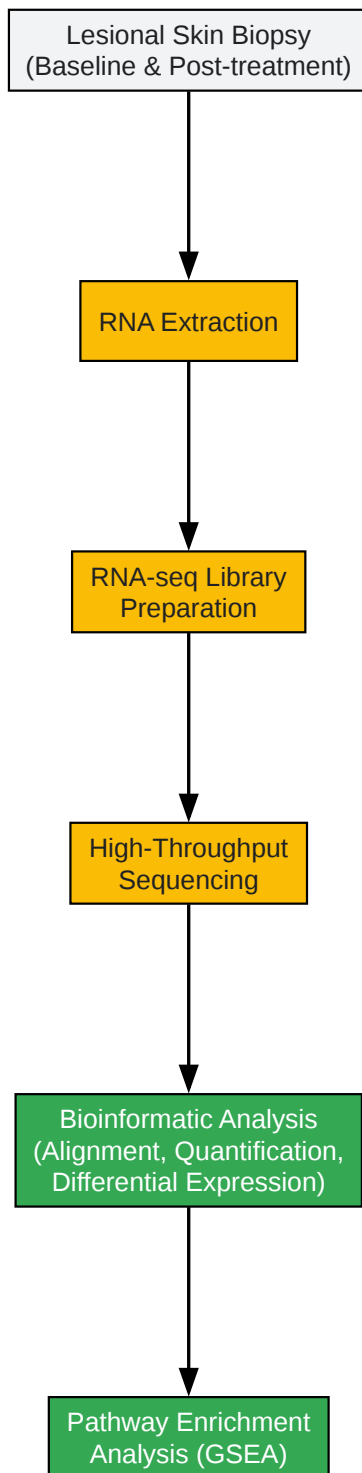 Lesional Skin Biopsy
(Baseline & Post-treatment)
RNA Extraction
RNA-seq Library
Preparation
High-Throughput
Sequencing
Bioinformatic Analysis
(Alignment, Quantification,
Differential Expression)
Pathway Enrichment
Analysis (GSEA)